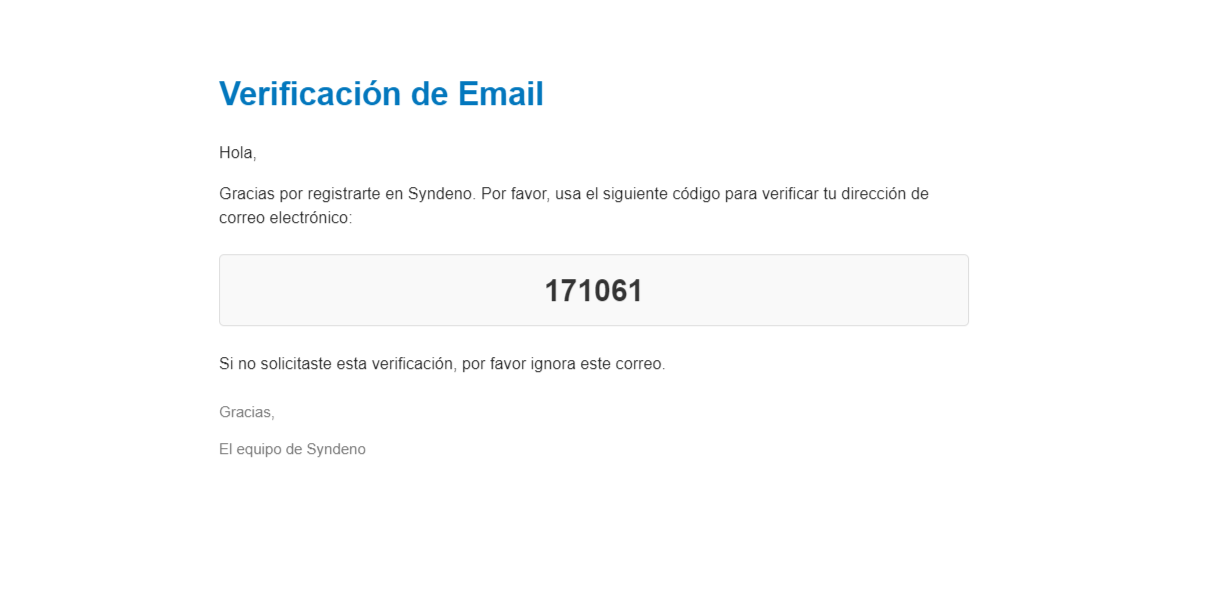 Verificación de Email
Hola,
Gracias por registrarte en Syndeno. Por favor, usa el siguiente código para verificar tu dirección de
correo electrónico:
171061
Si no solicitaste esta verificación, por favor ignora este correo.
Gracias,
El equipo de Syndeno